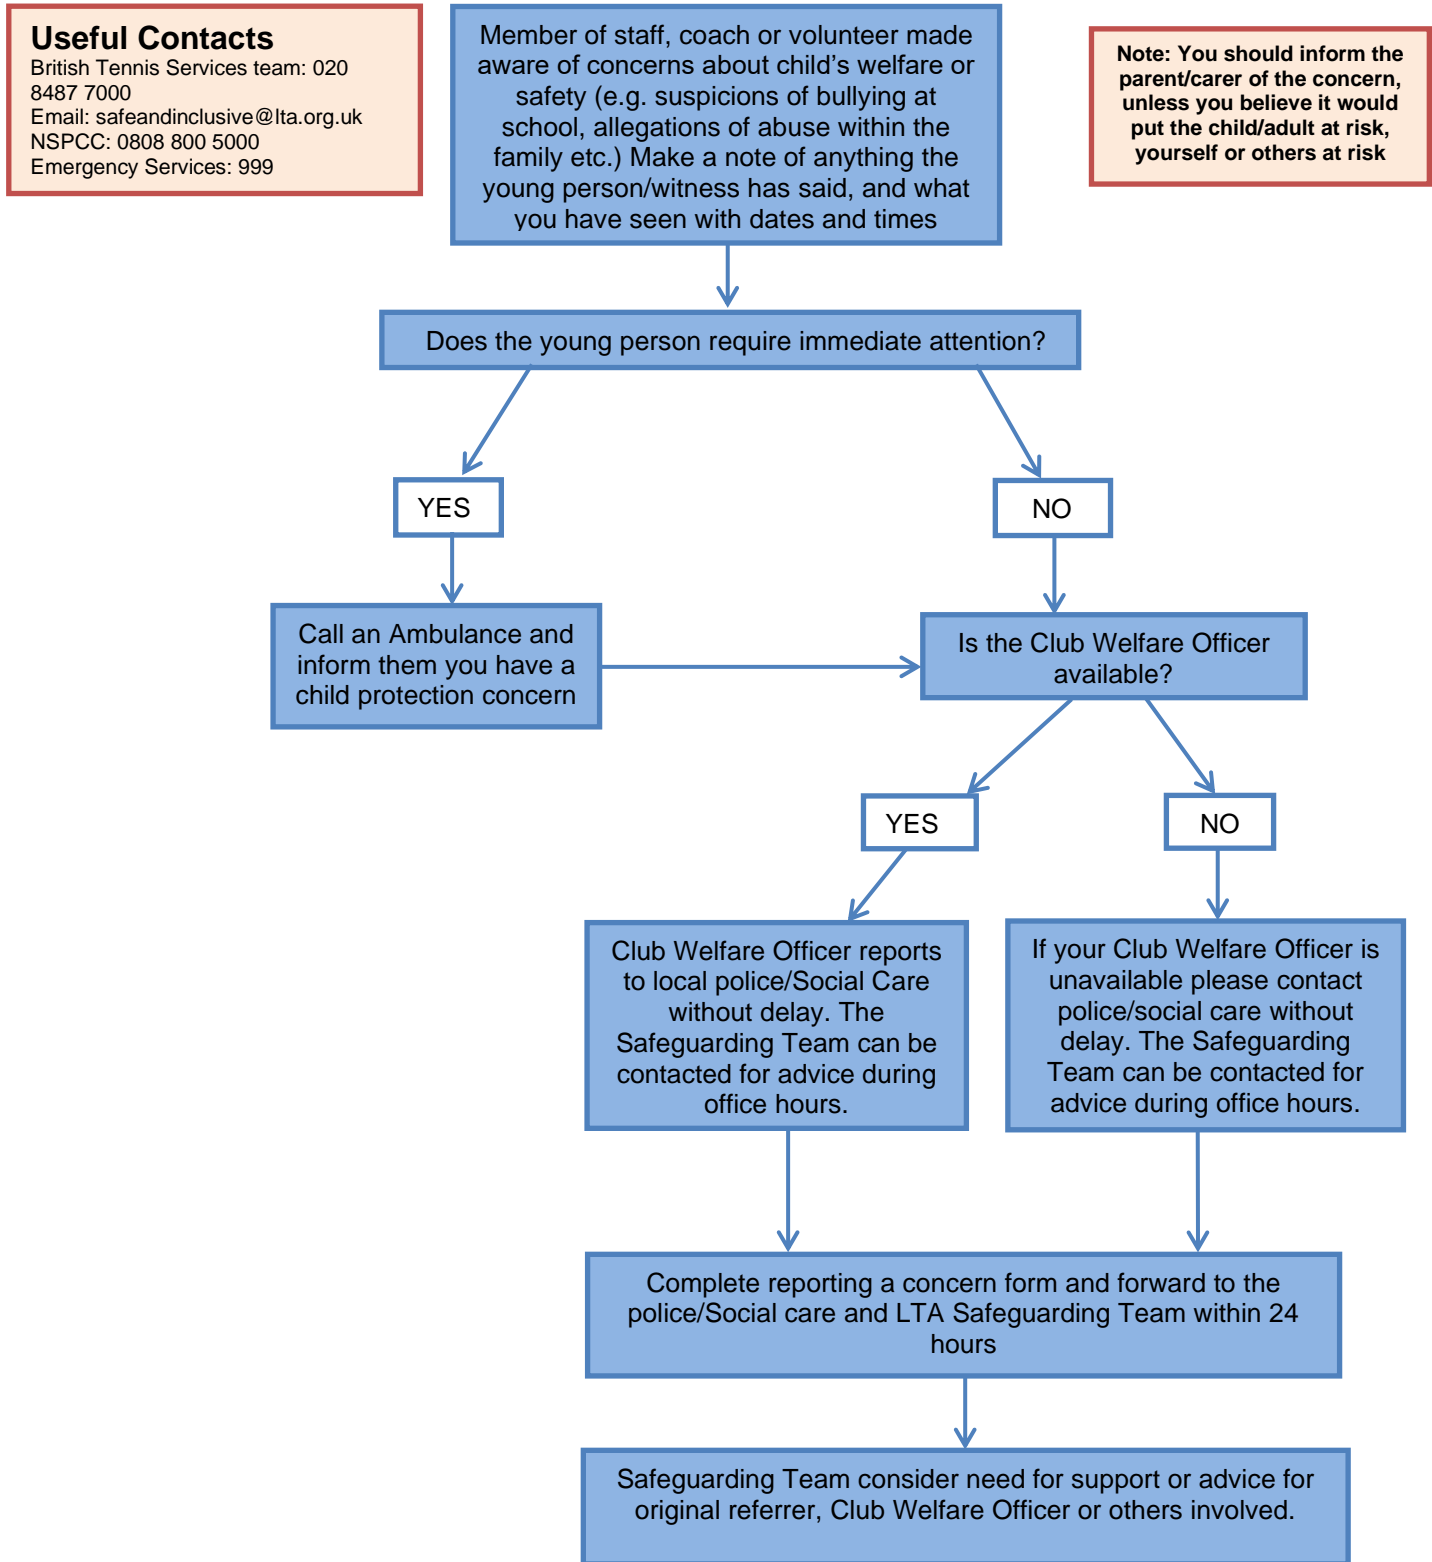 Useful Contacts
British Tennis Services team: 020
8487 7000
Email: safeandinclusive@lta.org.uk
NSPCC: 0808 800 5000
Emergency Services: 999
Member of staff, coach or volunteer made
aware of concerns about child's welfare or
safety (e.g. suspicions of bullying at
school, allegations of abuse within the
family etc.) Make a note of anything the
young person/witness has said, and what
you have seen with dates and times
Note: You should inform the
parent/carer of the concern,
unless you believe it would
put the child/adult at risk,
yourself or others at risk
Does the young person require immediate attention?
YES
NO
Call an Ambulance and
inform them you have a
child protection concern
Is the Club Welfare Officer
available?
YES
NO
Club Welfare Officer reports
to local police/Social Care
without delay. The
Safeguarding Team can be
contacted for advice during
office hours.
If your Club Welfare Officer is
unavailable please contact
police/social care without
delay. The Safeguarding
Team can be contacted for
advice during office hours.
Complete reporting a concern form and forward to the
police/Social care and LTA Safeguarding Team within 24
hours
Safeguarding Team consider need for support or advice for
original referrer, Club Welfare Officer or others involved.